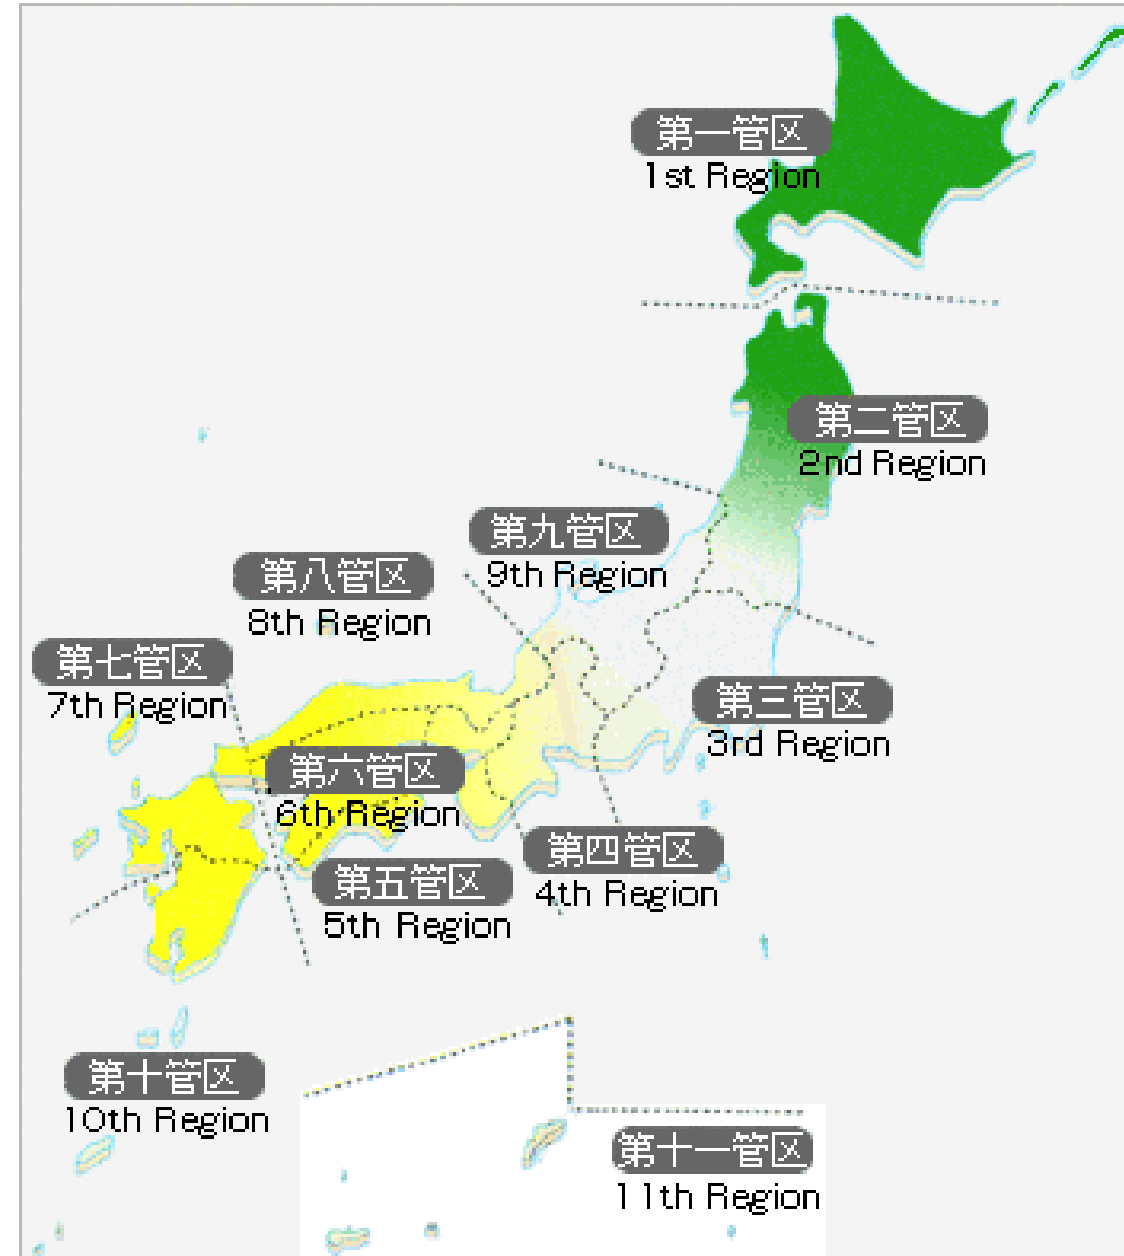 第一管区
1st Region
第二管区
2nd Region
第九管区
9th Region
第八管区
8th Region
第七管区
7th Region
第三管区
3rd Region
第六管区
6th Region
第四管区
4th Region
第五管区
5th Region
第十管区
10th Region
第十一管区
11th Region